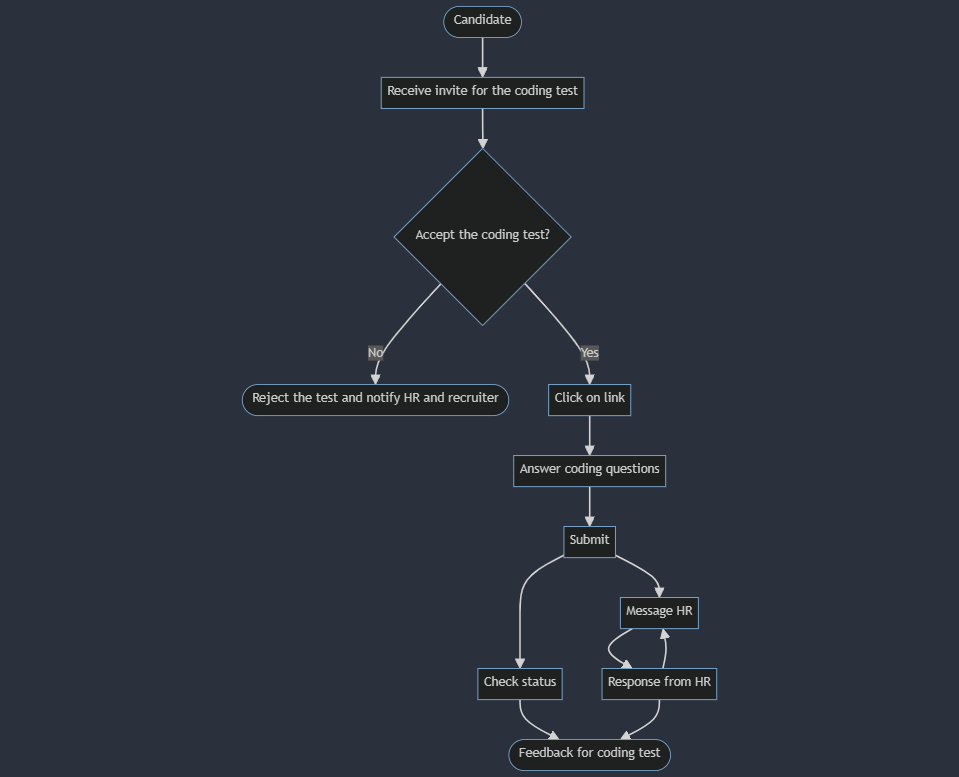 Candidate
Receive invite for the coding test
Accept the coding test?
No
Yes
Reject the test and notify HR and recruiter
Click on link
Answer coding questions
Submit
Message HR
Check status
Response from HR
Feedback for coding test